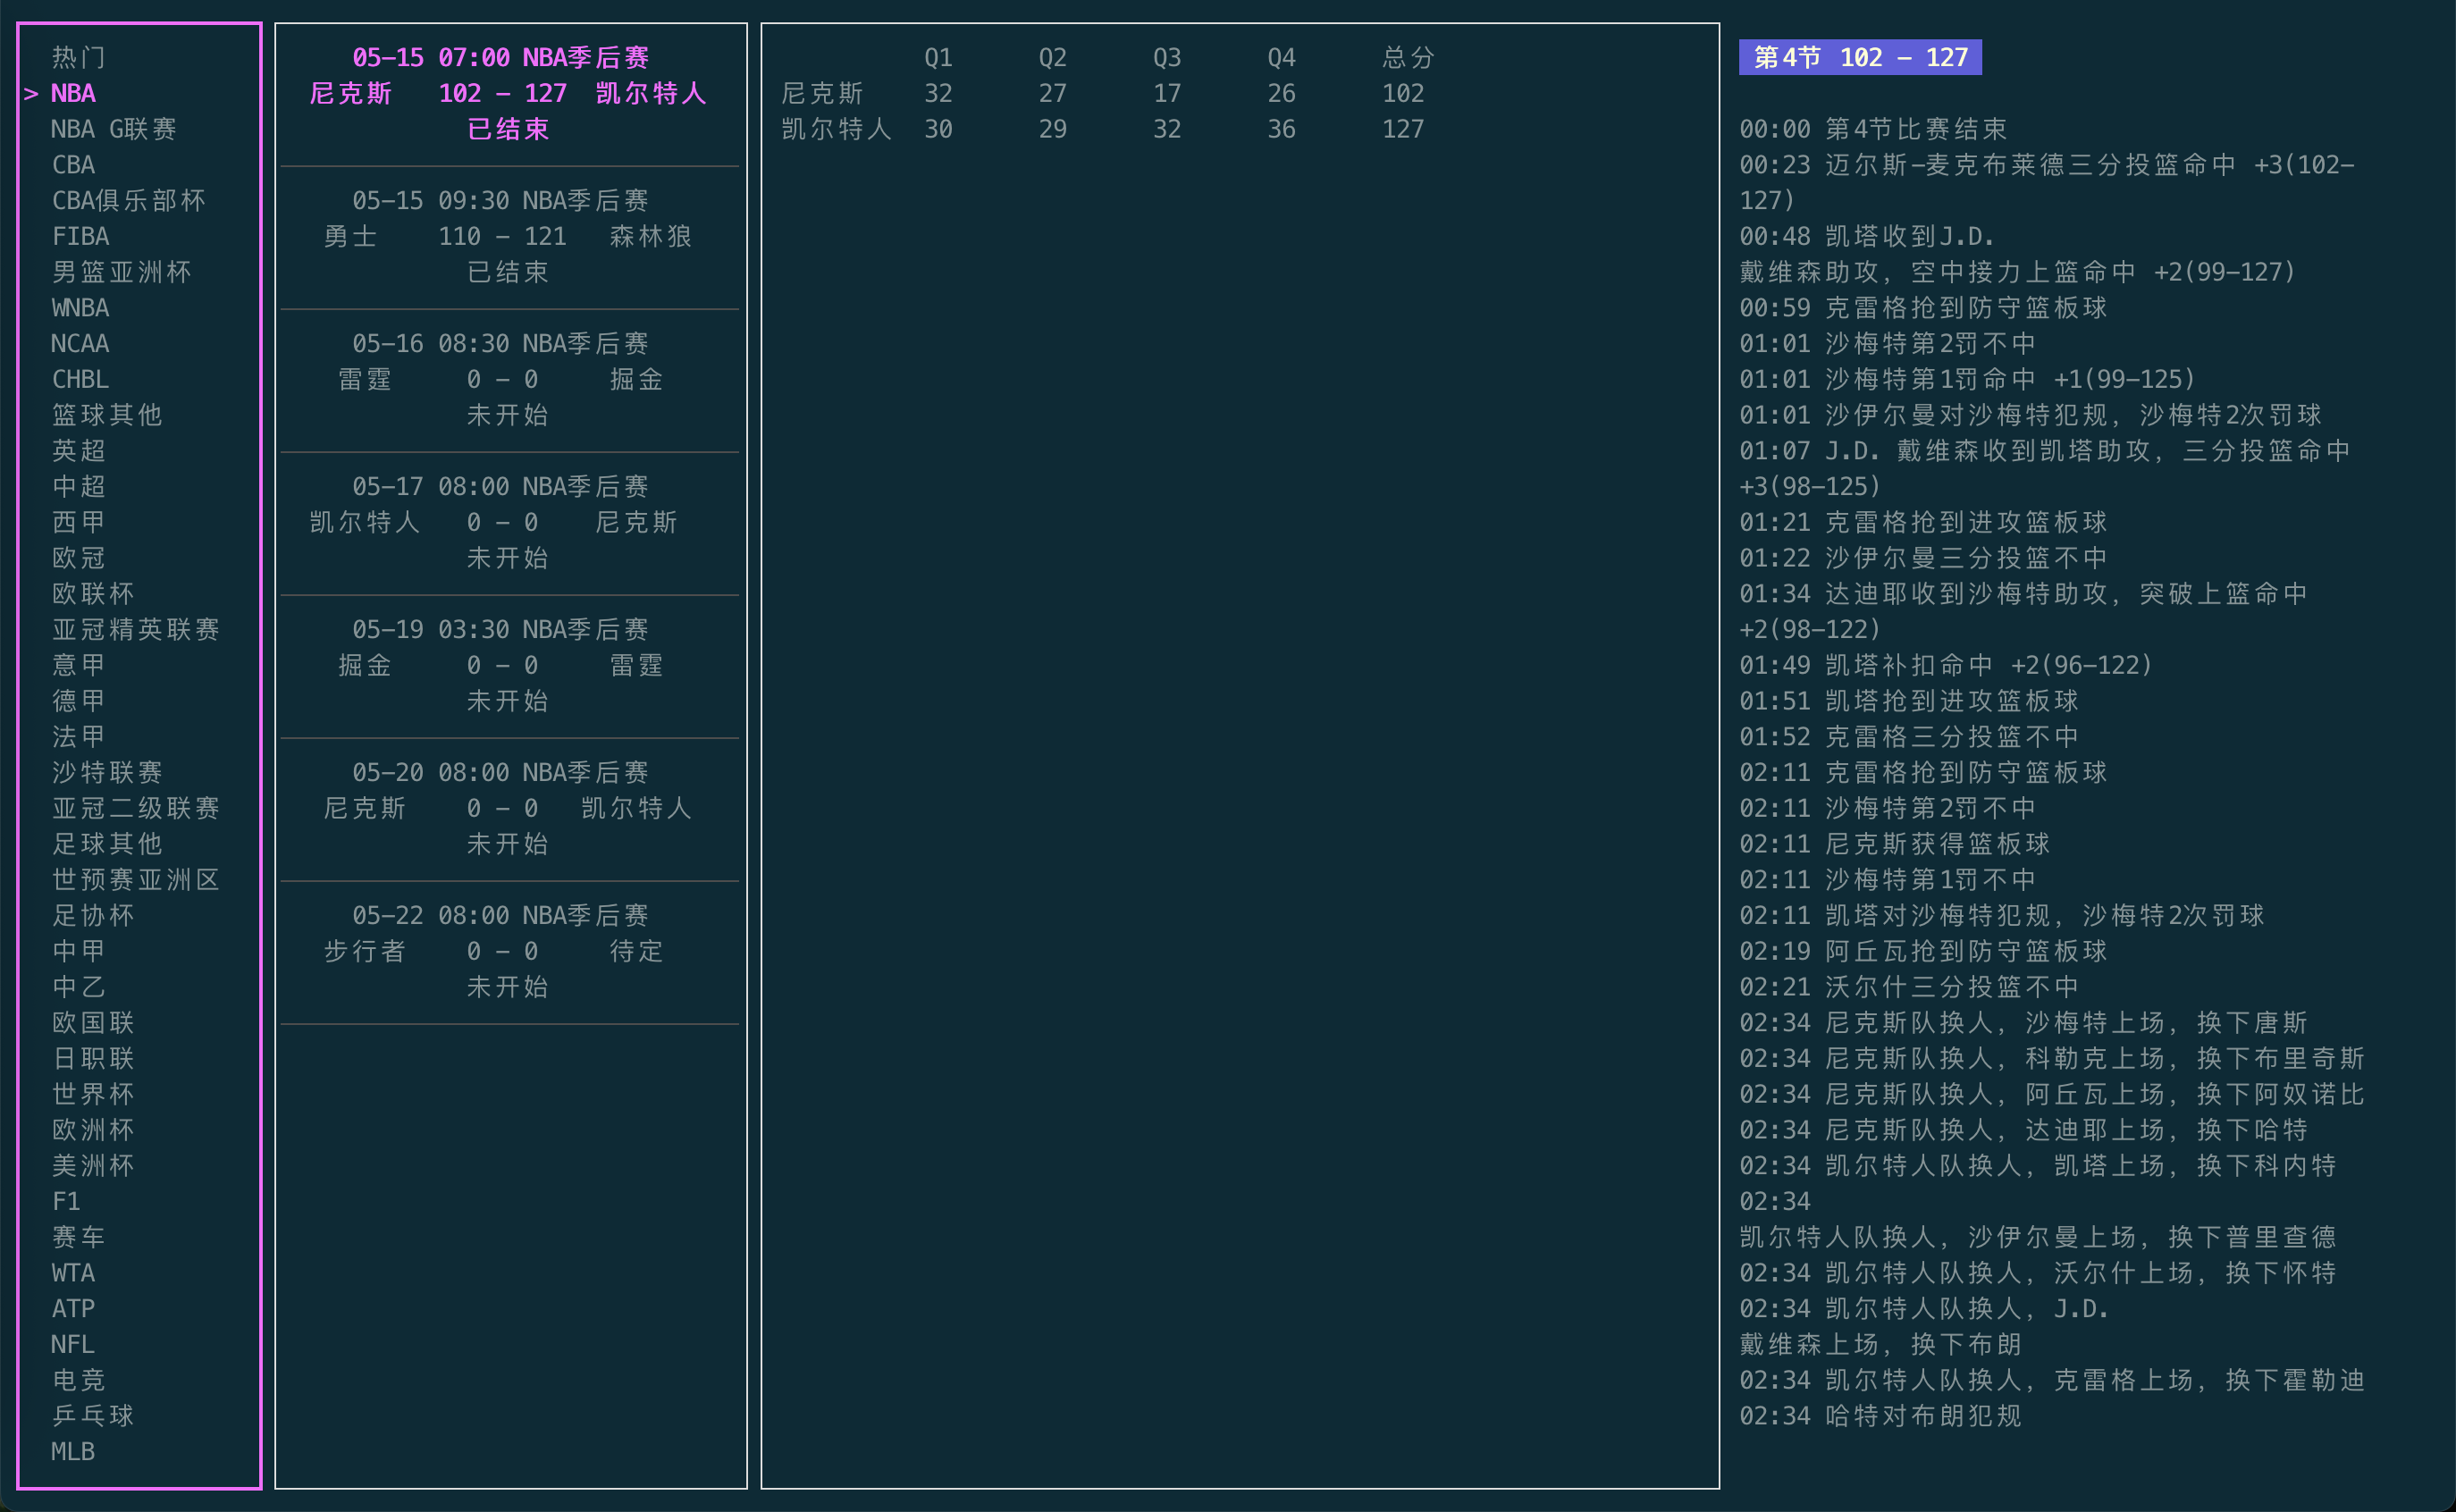 热门
> NBA
NBA G联赛
CBA
CBA俱乐部杯
FIBA
男篮亚洲杯
WNBA
NCAA
CHBL
篮球其他
英超
中超
西甲
欧冠
欧联杯
亚冠精英联赛
意甲
德甲
法甲
沙特联赛
亚冠二级联赛
足球其他
世预赛亚洲区
足协杯
中甲
中乙
欧国联
日职联
世界杯
欧洲杯
美洲杯
F1
赛车
WTA
ATP
NFL
电竞
乒乓球
MLB
05-15 07:00 NBA季后赛
尼克斯 102 - 127 凯尔特人
已结束
05-15 09:30 NBA季后赛
勇士 110 - 121 森林狼
已结束
05-16 08:30 NBA季后赛
雷霆 0 - 0 掘金
未开始
05-17 08:00 NBA季后赛
凯尔特人 0 - 0 尼克斯
未开始
05-19 03:30 NBA季后赛
掘金 0 - 0 雷霆
未开始
05-20 08:00 NBA季后赛
尼克斯 0 - 0 凯尔特人
未开始
05-22 08:00 NBA季后赛
步行者 0 - 0 待定
未开始
Q1 Q2 Q3 Q4 总分
尼克斯 32 27 17 26 102
凯尔特人 30 29 32 36 127
第4节 102 - 127
00:00 第4节比赛结束
00:23 迈尔斯-麦克布莱德三分投篮命中 +3(102-
127)
00:48 凯塔收到J.D.
戴维森助攻，空中接力上篮命中 +2(99-127)
00:59 克雷格抢到防守篮板球
01:01 沙梅特第2罚不中
01:01 沙梅特第1罚命中 +1(99-125)
01:01 沙伊尔曼对沙梅特犯规，沙梅特2次罚球
01:07 J.D. 戴维森收到凯塔助攻，三分投篮命中
+3(98-125)
01:21 克雷格抢到进攻篮板球
01:22 沙伊尔曼三分投篮不中
01:34 达迪耶收到沙梅特助攻，突破上篮命中
+2(98-122)
01:49 凯塔补扣命中 +2(96-122)
01:51 凯塔抢到进攻篮板球
01:52 克雷格三分投篮不中
02:11 克雷格抢到防守篮板球
02:11 沙梅特第2罚不中
02:11 尼克斯获得篮板球
02:11 沙梅特第1罚不中
02:11 凯塔对沙梅特犯规，沙梅特2次罚球
02:19 阿丘瓦抢到防守篮板球
02:21 沃尔什三分投篮不中
02:34 尼克斯队换人，沙梅特上场，换下唐斯
02:34 尼克斯队换人，科勒克上场，换下布里奇斯
02:34 尼克斯队换人，阿丘瓦上场，换下阿奴诺比
02:34 尼克斯队换人，达迪耶上场，换下哈特
02:34 凯尔特人队换人，凯塔上场，换下科内特
02:34
凯尔特人队换人，沙伊尔曼上场，换下普里查德
02:34 凯尔特人队换人，沃尔什上场，换下怀特
02:34 凯尔特人队换人，J.D.
戴维森上场，换下布朗
02:34 凯尔特人队换人，克雷格上场，换下霍勒迪
02:34 哈特对布朗犯规